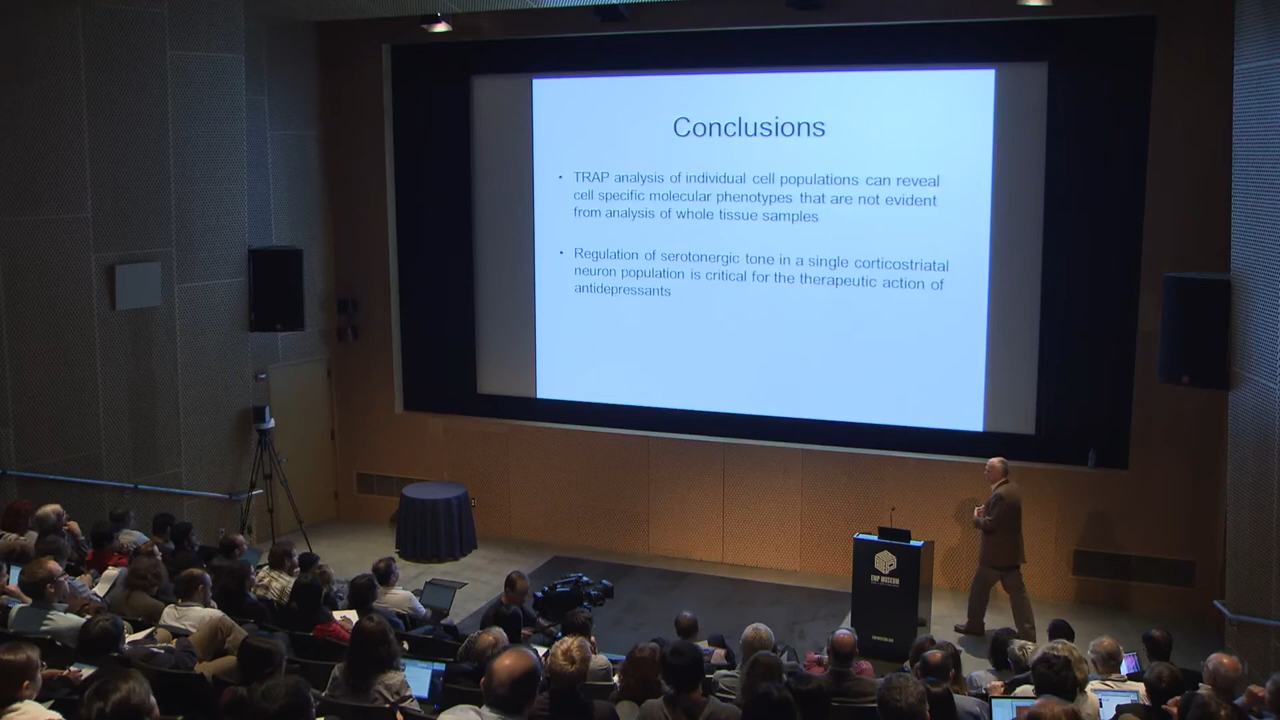 Conclusions
• TRAP analysis of individual cell populations can reveal
cell specific molecular phenotypes that are not evident
from analysis of whole tissue samples
• Regulation of serotonergic tone in a single corticostriatal
neuron population is critical for the therapeutic action of
antidepressants
EMP MUSEUM